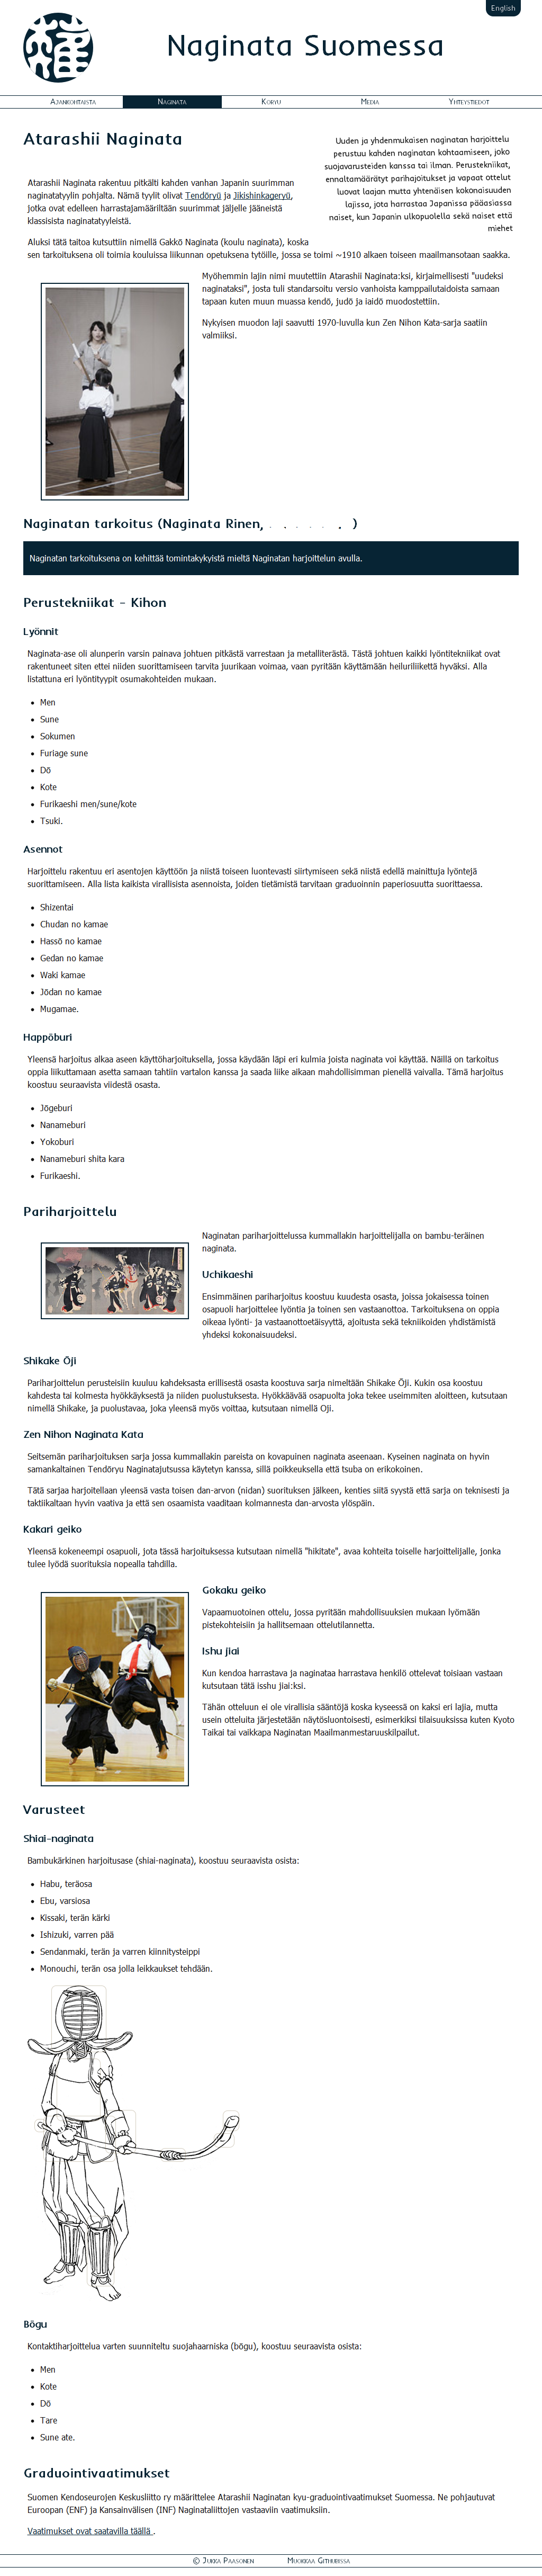 English
Naginata Suomessa
Ajankohtaista
Naginata
Koryu
Media
Yhteystiedot
Atarashii Naginata
Uuden ja yhdenmukaisen naginatan harjoittelu
perustuu kahden naginatan kohtaamiseen, joko
suojavarusteiden kanssa tai ilman. Perustekniikat,
ennaltamäärätyt pariharjoitukset ja vapaat ottelut
luovat laajan mutta yhtenäisen kokonaisuuden
lajissa, jota harrastaa Japanissa pääasiassa
naiset, kun Japanin ulkopuolella sekä naiset että
miehet
Atarashii Naginata rakentuu pitkälti kahden vanhan Japanin suurimman
naginatatyylin pohjalta. Nämä tyylit olivat Tendōryū ja Jikishinkageryū,
jotka ovat edelleen harrastajamääriltään suurimmat jäljelle jääneistä
klassisista naginatatyyleistä.
Aluksi tätä taitoa kutsuttiin nimellä Gakkō Naginata (koulu naginata), koska
sen tarkoituksena oli toimia kouluissa liikunnan opetuksena tytöille, jossa se toimi ~1910 alkaen toiseen maailmansotaan saakka.
Myöhemmin lajin nimi muutettiin Atarashii Naginata:ksi, kirjaimellisesti "uudeksi
naginataksi", josta tuli standarsoitu versio vanhoista kamppailutaidoista samaan
tapaan kuten muun muassa kendō, judō ja iaidō muodostettiin.
Nykyisen muodon laji saavutti 1970-luvulla kun Zen Nihon Kata-sarja saatiin
valmiiksi.
Naginatan tarkoitus (Naginata Rinen, )
Naginatan tarkoituksena on kehittää tomintakykyistä mieltä Naginatan harjoittelun avulla.
Perustekniikat - Kihon
Lyönnit
Naginata-ase oli alunperin varsin painava johtuen pitkästä varrestaan ja metalliterästä. Tästä johtuen kaikki lyöntitekniikat ovat
rakentuneet siten ettei niiden suorittamiseen tarvita juurikaan voimaa, vaan pyritään käyttämään heiluriliikettä hyväksi. Alla
listattuna eri lyöntityypit osumakohteiden mukaan.
Men
Sune
Sokumen
Furiage sune
Dō
Kote
Furikaeshi men/sune/kote
Tsuki.
Asennot
Harjoittelu rakentuu eri asentojen käyttöön ja niistä toiseen luontevasti siirtymiseen sekä niistä edellä mainittuja lyöntejä
suorittamiseen. Alla lista kaikista virallisista asennoista, joiden tietämistä tarvitaan graduoinnin paperiosuutta suorittaessa.
Shizentai
Chudan no kamae
Hassō no kamae
Gedan no kamae
Waki kamae
Jōdan no kamae
Mugamae.
Happōburi
Yleensä harjoitus alkaa aseen käyttöharjoituksella, jossa käydään läpi eri kulmia joista naginata voi käyttää. Näillä on tarkoitus
oppia liikuttamaan asetta samaan tahtiin vartalon kanssa ja saada liike aikaan mahdollisimman pienellä vaivalla. Tämä harjoitus
koostuu seuraavista viidestä osasta.
Jōgeburi
Nanameburi
Yokoburi
Nanameburi shita kara
Furikaeshi.
Pariharjoittelu
Naginatan pariharjoittelussa kummallakin harjoittelijalla on bambu-teräinen
naginata.
Uchikaeshi
Ensimmäinen pariharjoitus koostuu kuudesta osasta, joissa jokaisessa toinen
osapuoli harjoittelee lyöntia ja toinen sen vastaanottoa. Tarkoituksena on oppia
oikeaa lyönti- ja vastaanottoetäisyyttä, ajoitusta sekä tekniikoiden yhdistämistä
yhdeksi kokonaisuudeksi.
Shikake Ōji
Pariharjoittelun perusteisiin kuuluu kahdeksasta erillisestä osasta koostuva sarja nimeltään Shikake Ōji. Kukin osa koostuu
kahdesta tai kolmesta hyökkäyksestä ja niiden puolustuksesta. Hyökkäävää osapuolta joka tekee useimmiten aloitteen, kutsutaan
nimellä Shikake, ja puolustavaa, joka yleensä myös voittaa, kutsutaan nimellä Oji.
Zen Nihon Naginata Kata
Seitsemän pariharjoituksen sarja jossa kummallakin pareista on kovapuinen naginata aseenaan. Kyseinen naginata on hyvin
samankaltainen Tendōryu Naginatajutsussa käytetyn kanssa, sillä poikkeuksella että tsuba on erikokoinen.
Tätä sarjaa harjoitellaan yleensä vasta toisen dan-arvon (nidan) suorituksen jälkeen, kenties siitä syystä että sarja on teknisesti ja
taktiikaltaan hyvin vaativa ja että sen osaamista vaaditaan kolmannesta dan-arvosta ylöspäin.
Kakari geiko
Yleensä kokeneempi osapuoli, jota tässä harjoituksessa kutsutaan nimellä "hikitate", avaa kohteita toiselle harjoittelijalle, jonka
tulee lyödä suorituksia nopealla tahdilla.
Gokaku geiko
Vapaamuotoinen ottelu, jossa pyritään mahdollisuuksien mukaan lyömään
pistekohteisiin ja hallitsemaan ottelutilannetta.
Ishu jiai
Kun kendoa harrastava ja naginataa harrastava henkilö ottelevat toisiaan vastaan
kutsutaan tätä isshu jiai:ksi.
Tähän otteluun ei ole virallisia sääntöjä koska kyseessä on kaksi eri lajia, mutta
usein otteluita järjestetään näytösluontoisesti, esimerkiksi tilaisuuksissa kuten Kyoto
Taikai tai vaikkapa Naginatan Maailmanmestaruuskilpailut.
Varusteet
Shiai-naginata
Bambukärkinen harjoitusase (shiai-naginata), koostuu seuraavista osista:
Habu, teräosa
Ebu, varsiosa
Kissaki, terän kärki
Ishizuki, varren pää
Sendanmaki, terän ja varren kiinnitysteippi
Monouchi, terän osa jolla leikkaukset tehdään.
Bōgu
Kontaktiharjoittelua varten suunniteltu suojahaarniska (bōgu), koostuu seuraavista osista:
Men
Kote
Dō
Tare
Sune ate.
Graduointivaatimukset
Suomen Kendoseurojen Keskusliitto ry määrittelee Atarashii Naginatan kyu-graduointivaatimukset Suomessa. Ne pohjautuvat
Euroopan (ENF) ja Kansainvälisen (INF) Naginataliittojen vastaaviin vaatimuksiin.
Vaatimukset ovat saatavilla täällä .
© Jukka Paasonen
Muokkaa Githubissa